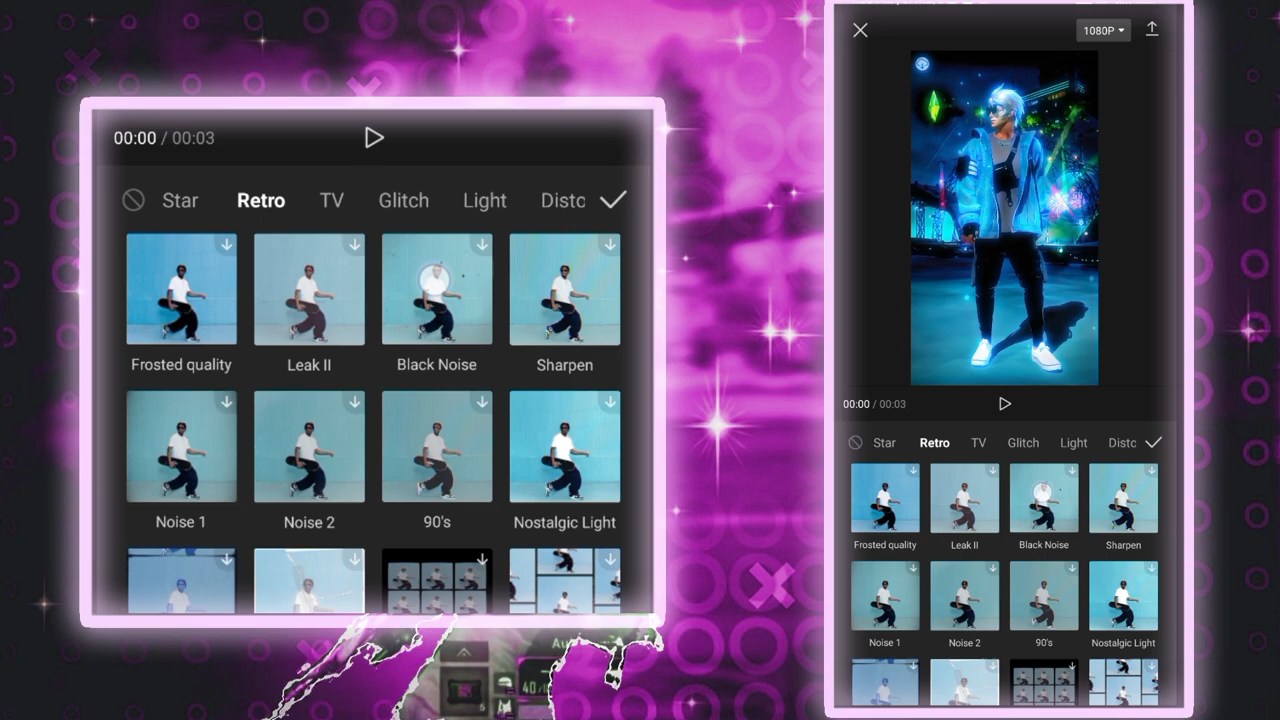 00:00 / 00:03
Star Retro TV Glitch Light Distc
Frosted quality Leak II Black Noise Sharpen
Noise 1 Noise 2 90's Nostalgic Light
1080P
00:00 / 00:03
Star Retro TV Glitch Light Distc
Frosted quality Leak II Black Noise Sharpen
Noise 1 Noise 2 90's Nostalgic Light